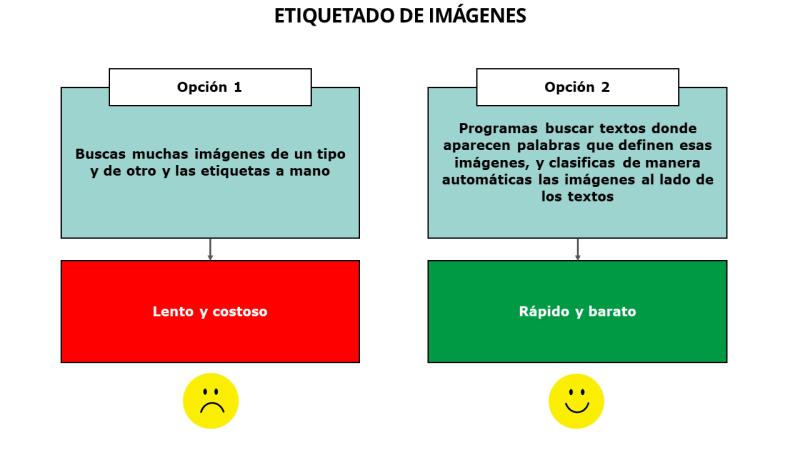 ETIQUETADO DE IMÁGENES
Opción 1
Buscas muchas imágenes de un tipo
y de otro y las etiquetas a mano
Lento y costoso
Opción 2
Programas buscar textos donde
aparecen palabras que definen esas
imágenes, y clasificas de manera
automáticas las imágenes al lado de
los textos
Rápido y barato